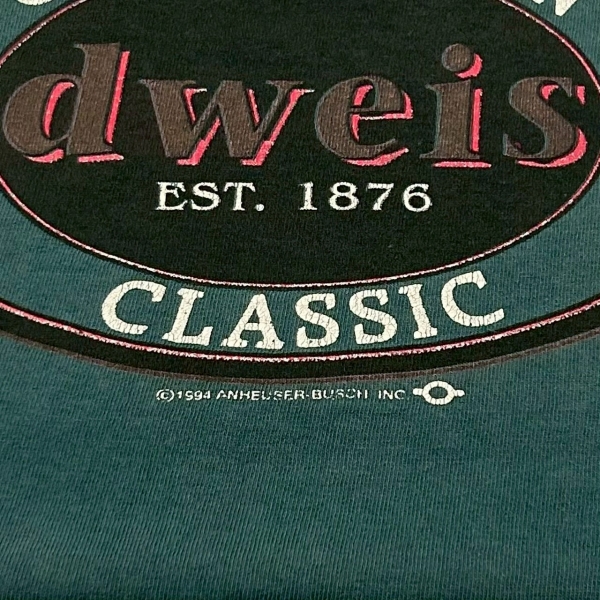 dweis
EST. 1876
CLASSIC
©1994 ANHEUSER-BUSCH INC